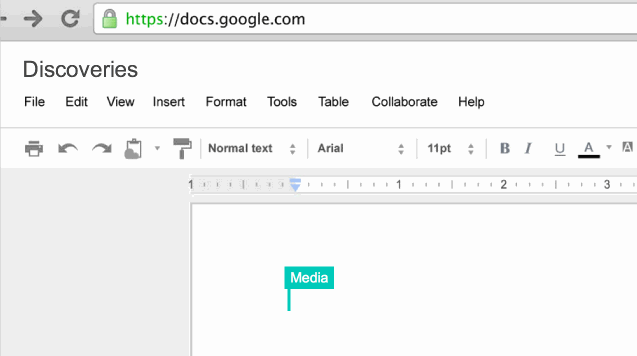 https://docs.google.com
Discoveries
File Edit View Insert Format Tools Table Collaborate Help
Normal text Arial 11pt B I U A A
1 1 2 3
Media